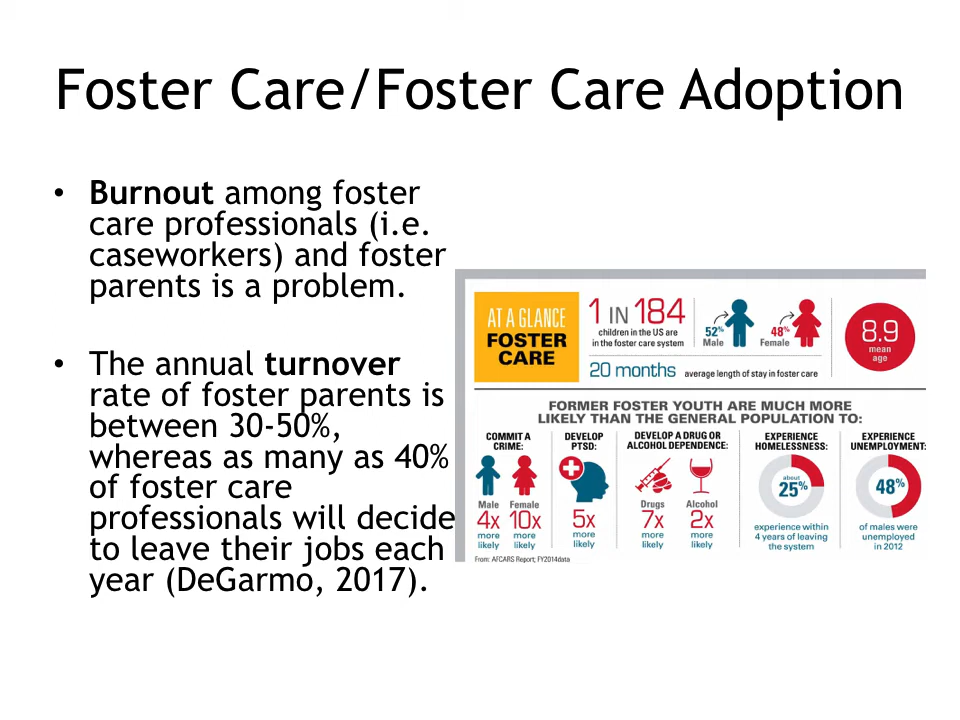 Foster Care/Foster Care Adoption
• Burnout among foster
care professionals (i.e.
caseworkers) and foster
parents is a problem.
• The annual turnover
rate of foster parents is
between 30-50%,
whereas as many as 40%
of foster care
professionals will decide
to leave their jobs each
year (DeGarmo, 2017).
AT A GLANCE
FOSTER
CARE
1 IN 184
children in the US are
in the foster care system
52%
Male
48%
Female
20 months average length of stay in foster care
8.9
mean
age
FORMER FOSTER YOUTH ARE MUCH MORE
LIKELY THAN THE GENERAL POPULATION TO:
COMMIT A
CRIME:
Male
4x
more
likely
Female
10x
more
likely
DEVELOP
PTSD:
5x
more
likely
DEVELOP A DRUG OR
ALCOHOL DEPENDENCE:
Drugs
7x
more
likely
Alcohol
2x
more
likely
EXPERIENCE
HOMELESSNESS:
about
25%
experience within
4 years of leaving
the system
EXPERIENCE
UNEMPLOYMENT:
48%
of males were
unemployed
in 2012
From: AFCARS Report; FY2014data